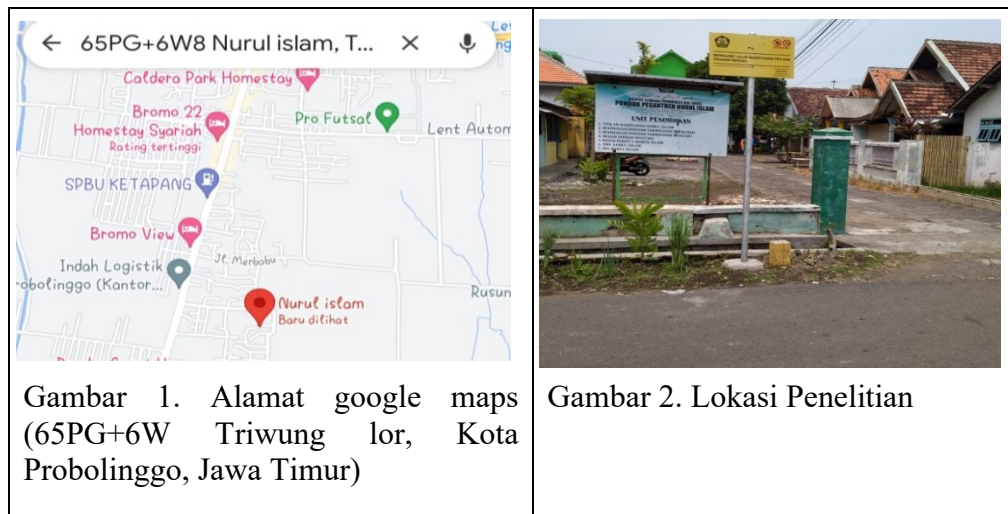 65PG+6W8 Nurul islam, T...
Caldera Park Homestay
Bromo 22
Homestay Syariah
Rating tertinggi
Pro Futsal
Lent Autom
SPBU KETAPANG
Bromo View
Jl. Merbabu
Indah Logistik
robolinggo (Kantor...
Nurul islam
Baru dilihat
Rusun
PONDOK PESANTREN NURUL ISLAM
UNIT PENDIDIKAN
Gambar 1. Alamat google maps
(65PG+6W Triwung lor, Kota
Probolinggo, Jawa Timur)
Gambar 2. Lokasi Penelitian